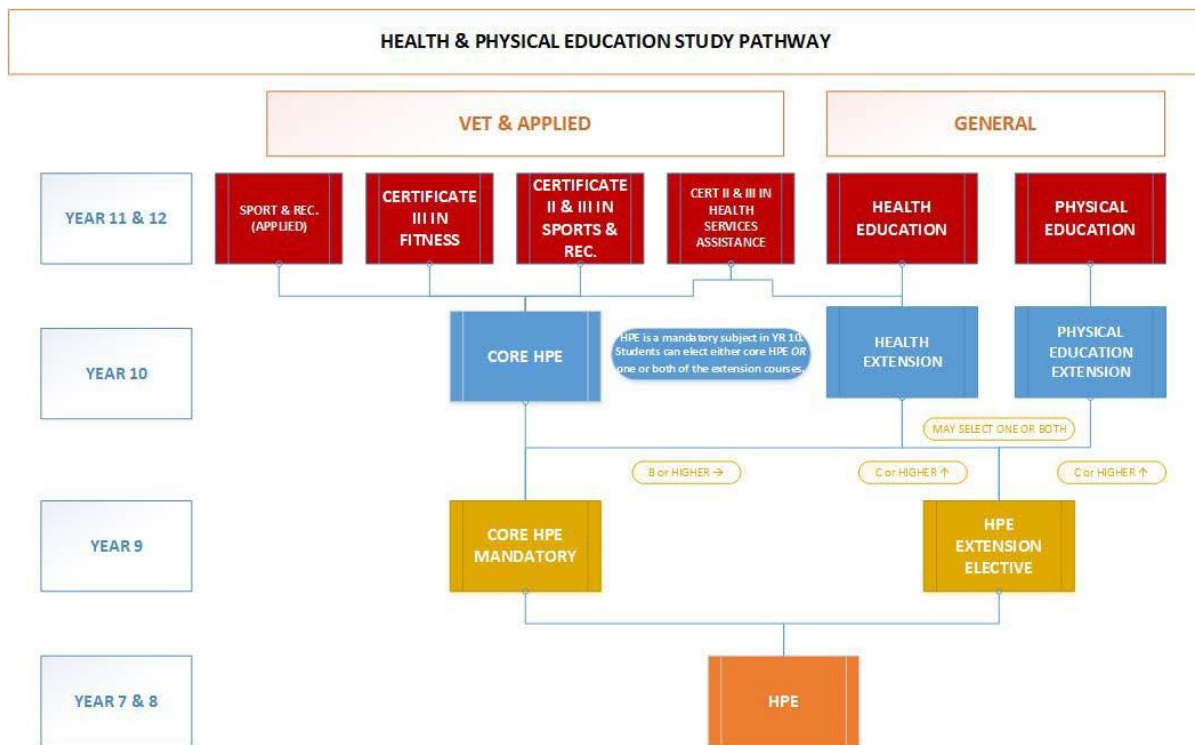 HEALTH & PHYSICAL EDUCATION STUDY PATHWAY
VET & APPLIED
GENERAL
YEAR 11 & 12
SPORT & REC.
(APPLIED)
CERTIFICATE
III IN
FITNESS
CERTIFICATE
II & III IN
SPORTS &
REC.
CERT II & III IN
HEALTH
SERVICES
ASSISTANCE
HEALTH
EDUCATION
PHYSICAL
EDUCATION
YEAR 10
CORE HPE
HPE is a mandatory subject in YR 10.
Students can elect either core HPE OR
one or both of the extension courses.
HEALTH
EXTENSION
PHYSICAL
EDUCATION
EXTENSION
MAY SELECT ONE OR BOTH
B or HIGHER →
C or HIGHER ↑
C or HIGHER ↑
YEAR 9
CORE HPE
MANDATORY
HPE
EXTENSION
ELECTIVE
YEAR 7 & 8
HPE